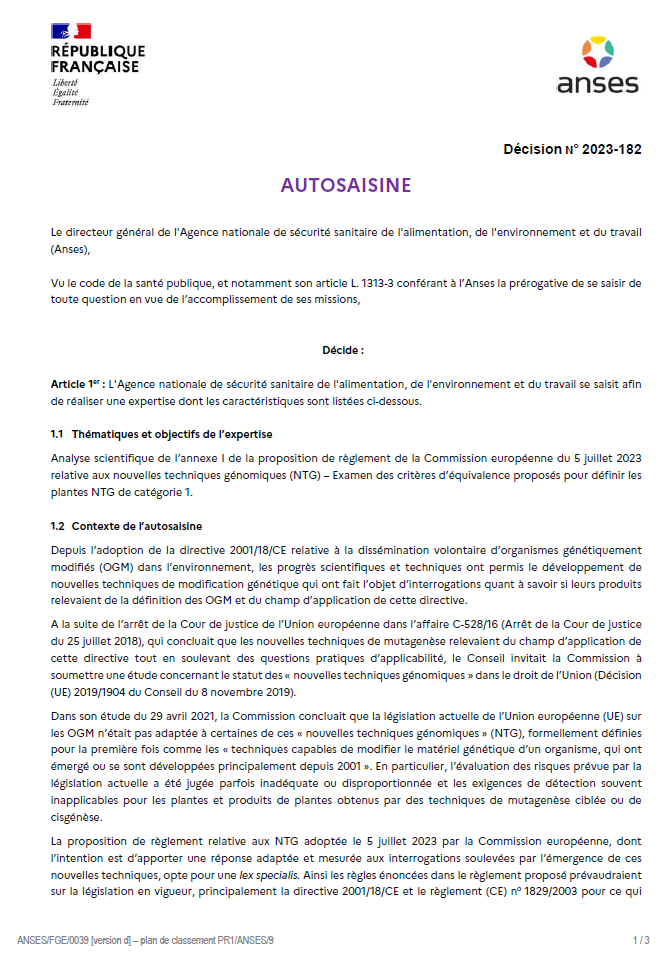 RÉPUBLIQUE
FRANÇAISE
Liberté
Égalité
Fraternité
anses
Décision N° 2023-182
AUTOSAISINE
Le directeur général de l'Agence nationale de sécurité sanitaire de l'alimentation, de l'environnement et du travail
(Anses),
Vu le code de la santé publique, et notamment son article L. 1313-3 conférant à l'Anses la prérogative de se saisir de
toute question en vue de l'accomplissement de ses missions,
Décide :
Article 1er : L'Agence nationale de sécurité sanitaire de l'alimentation, de l'environnement et du travail se saisit afin
de réaliser une expertise dont les caractéristiques sont listées ci-dessous.
1.1 Thématiques et objectifs de l'expertise
Analyse scientifique de l'annexe I de la proposition de règlement de la Commission européenne du 5 juillet 2023
relative aux nouvelles techniques génomiques (NTG) – Examen des critères d'équivalence proposés pour définir les
plantes NTG de catégorie 1.
1.2 Contexte de l'autosaisine
Depuis l'adoption de la directive 2001/18/CE relative à la dissémination volontaire d'organismes génétiquement
modifiés (OGM) dans l'environnement, les progrès scientifiques et techniques ont permis le développement de
nouvelles techniques de modification génétique qui ont fait l'objet d'interrogations quant à savoir si leurs produits
relevaient de la définition des OGM et du champ d'application de cette directive.
A la suite de l'arrêt de la Cour de justice de l'Union européenne dans l'affaire C-528/16 (Arrêt de la Cour de justice
du 25 juillet 2018), qui concluait que les nouvelles techniques de mutagenèse relevaient du champ d'application de
cette directive tout en soulevant des questions pratiques d'applicabilité, le Conseil invitait la Commission à
soumettre une étude concernant le statut des « nouvelles techniques génomiques » dans le droit de l'Union (Décision
(UE) 2019/1904 du Conseil du 8 novembre 2019).
Dans son étude du 29 avril 2021, la Commission concluait que la législation actuelle de l'Union européenne (UE) sur
les OGM n'était pas adaptée à certaines de ces « nouvelles techniques génomiques » (NTG), formellement définies
pour la première fois comme les « techniques capables de modifier le matériel génétique d'un organisme, qui ont
émergé ou se sont développées principalement depuis 2001 ». En particulier, l'évaluation des risques prévue par la
législation actuelle a été jugée parfois inadéquate ou disproportionnée et les exigences de détection souvent
inapplicables pour les plantes et produits de plantes obtenus par des techniques de mutagenèse ciblée ou de
cisgénèse.
La proposition de règlement relative aux NTG adoptée le 5 juillet 2023 par la Commission européenne, dont
l'intention est d'apporter une réponse adaptée et mesurée aux interrogations soulevées par l'émergence de ces
nouvelles techniques, opte pour une lex specialis. Ainsi les règles énoncées dans le règlement proposé prévaudraient
sur la législation en vigueur, principalement la directive 2001/18/CE et le règlement (CE) n° 1829/2003 pour ce qui
ANSES/FGE/0039 [version d] – plan de classement PR1/ANSES/9
1 / 3